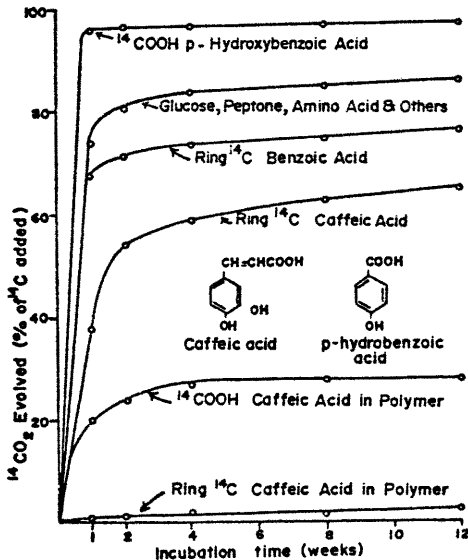 100
80
60
40
20
¹⁴CO₂ Evolved (% of ¹⁴C added)
¹⁴COOH p-Hydroxybenzoic Acid
Glucose, Peptone, Amino Acid & Others
Ring ¹⁴C Benzoic Acid
Ring ¹⁴C Caffeic Acid
CH=CHCOOH
COOH
OH
OH
OH
Caffeic acid
p-hydrobenzoic
acid
¹⁴COOH Caffeic Acid in Polymer
Ring ¹⁴C Caffeic Acid in Polymer
1 2 4 6 8 10 12
Incubation time (weeks)